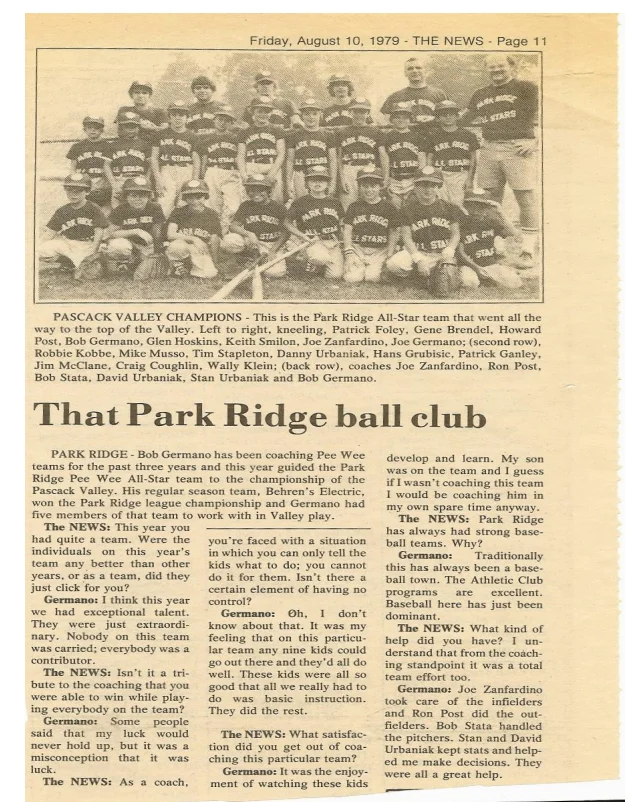 Friday, August 10, 1979 - THE NEWS - Page 11
PARK RIDGE
ALL STARS
PASCACK VALLEY CHAMPIONS - This is the Park Ridge All-Star team that went all the
way to the top of the Valley. Left to right, kneeling, Patrick Foley, Gene Brendel, Howard
Post, Bob Germano, Glen Hoskins, Keith Smilon, Joe Zanfardino, Joe Germano; (second row),
Robbie Kobbe, Mike Musso, Tim Stapleton, Danny Urbaniak, Hans Grubisic, Patrick Ganley,
Jim McClane, Craig Coughlin, Wally Klein; (back row), coaches Joe Zanfardino, Ron Post,
Bob Stata, David Urbaniak, Stan Urbaniak and Bob Germano.
That Park Ridge ball club
PARK RIDGE - Bob Germano has been coaching Pee Wee
teams for the past three years and this year guided the Park
Ridge Pee Wee All-Star team to the championship of the
Pascack Valley. His regular season team, Behren's Electric,
won the Park Ridge league championship and Germano had
five members of that team to work with in Valley play.
The NEWS: This year you
had quite a team. Were the
individuals on this year's
team any better than other
years, or as a team, did they
just click for you?
Germano: I think this year
we had exceptional talent.
They were just extraordi-
nary. Nobody on this team
was carried; everybody was a
contributor.
The NEWS: Isn't it a tri-
bute to the coaching that you
were able to win while play-
ing everybody on the team?
Germano: Some people
said that my luck would
never hold up, but it was a
misconception that it was
luck.
The NEWS: As a coach,
you're faced with a situation
in which you can only tell the
kids what to do; you cannot
do it for them. Isn't there a
certain element of having no
control?
Germano: Oh, I don't
know about that. It was my
feeling that on this particu-
lar team any nine kids could
go out there and they'd all do
well. These kids were all so
good that all we really had to
do was basic instruction.
They did the rest.
The NEWS: What satisfac-
tion did you get out of coa-
ching this particular team?
Germano: It was the enjoy-
ment of watching these kids
develop and learn. My son
was on the team and I guess
if I wasn't coaching this team
I would be coaching him in
my own spare time anyway.
The NEWS: Park Ridge
has always had strong base-
ball teams. Why?
Germano: Traditionally
this has always been a base-
ball town. The Athletic Club
programs are excellent.
Baseball here has just been
dominant.
The NEWS: What kind of
help did you have? I un-
derstand that from the coach-
ing standpoint it was a total
team effort too.
Germano: Joe Zanfardino
took care of the infielders
and Ron Post did the out-
fielders. Bob Stata handled
the pitchers. Stan and David
Urbaniak kept stats and help-
ed me make decisions. They
were all a great help.